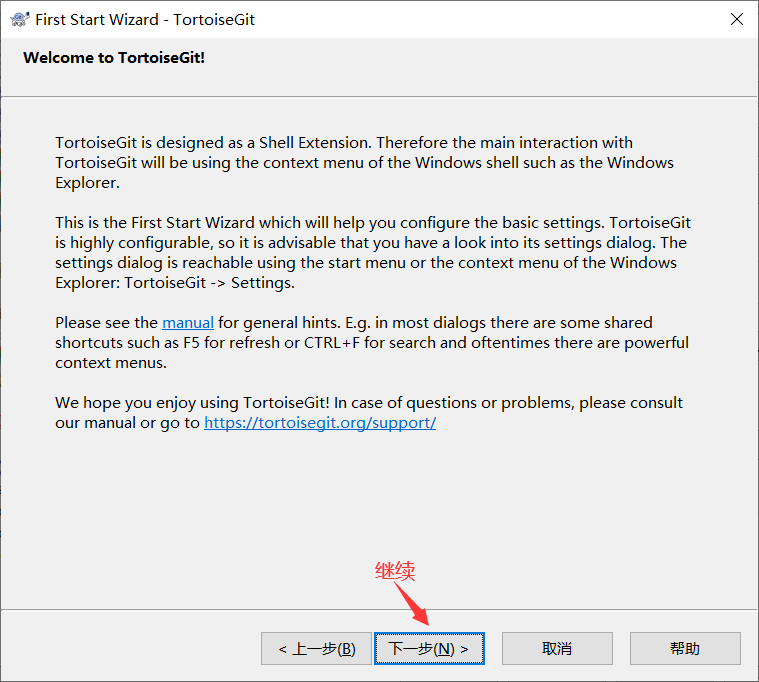 First Start Wizard - TortoiseGit
Welcome to TortoiseGit!
TortoiseGit is designed as a Shell Extension. Therefore the main interaction with
TortoiseGit will be using the context menu of the Windows shell such as the Windows
Explorer.
This is the First Start Wizard which will help you configure the basic settings. TortoiseGit
is highly configurable, so it is advisable that you have a look into its settings dialog. The
settings dialog is reachable using the start menu or the context menu of the Windows
Explorer: TortoiseGit -> Settings.
Please see the manual for general hints. E.g. in most dialogs there are some shared
shortcuts such as F5 for refresh or CTRL+F for search and oftentimes there are powerful
context menus.
We hope you enjoy using TortoiseGit! In case of questions or problems, please consult
our manual or go to https://tortoisegit.org/support/
继续
< 上一步(B) 下一步(N) > 取消 帮助